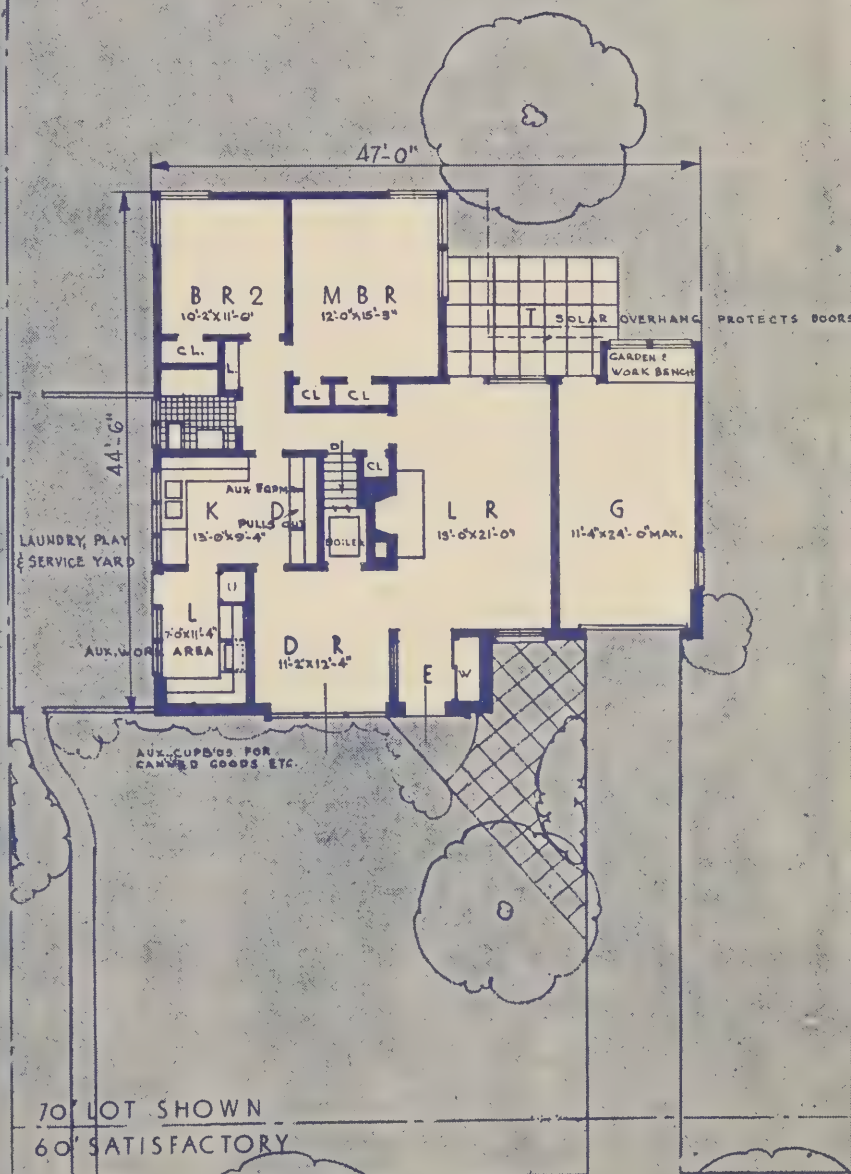 47'-0"
B R 2
10'-2"X11'-6"
M B R
12'-0"X15'-9"
T SOLAR OVERHANG PROTECTS DOORS
GARDEN &
WORK BENCH
CL.
L.
CL
CL
44'-6"
D
CL
AUX
PULLS OUT
K D
13'-0"X9'-4"
BOILER
L R
13'-0"X21'-0"
G
11'-4"X24'-0"MAX.
LAUNDRY, PLAY
& SERVICE YARD
U
L
7'-0"X11'-4"
AUX. WORK AREA
D R
11'-2"X12'-4"
E
W
AUX. CUPB'DS FOR
CANNED GOODS ETC.
70' LOT SHOWN
60' SATISFACTORY